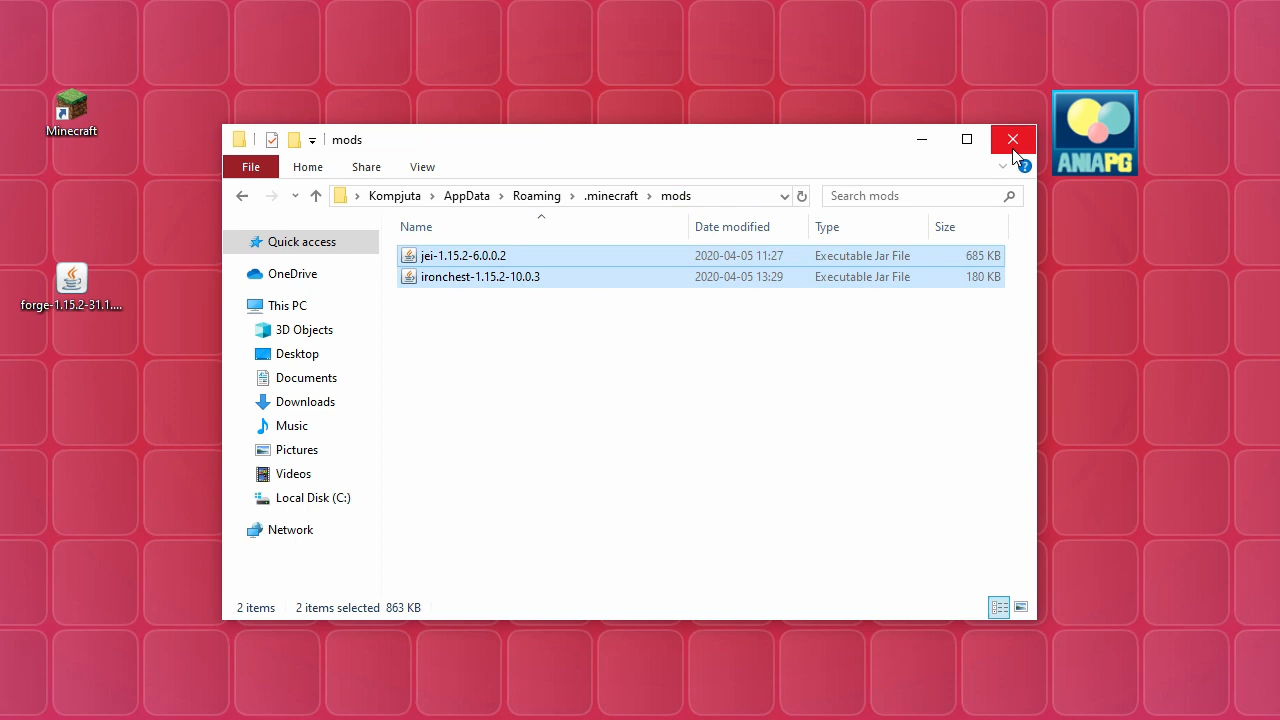 Minecraft
forge-1.15.2-31.1....
ANIAPG
mods
File Home Share View
Kompjuta AppData Roaming .minecraft mods
Search mods
Name Date modified Type Size
jei-1.15.2-6.0.0.2 2020-04-05 11:27 Executable Jar File 685 KB
ironchest-1.15.2-10.0.3 2020-04-05 13:29 Executable Jar File 180 KB
Quick access
OneDrive
This PC
3D Objects
Desktop
Documents
Downloads
Music
Pictures
Videos
Local Disk (C:)
Network
2 items 2 items selected 863 KB